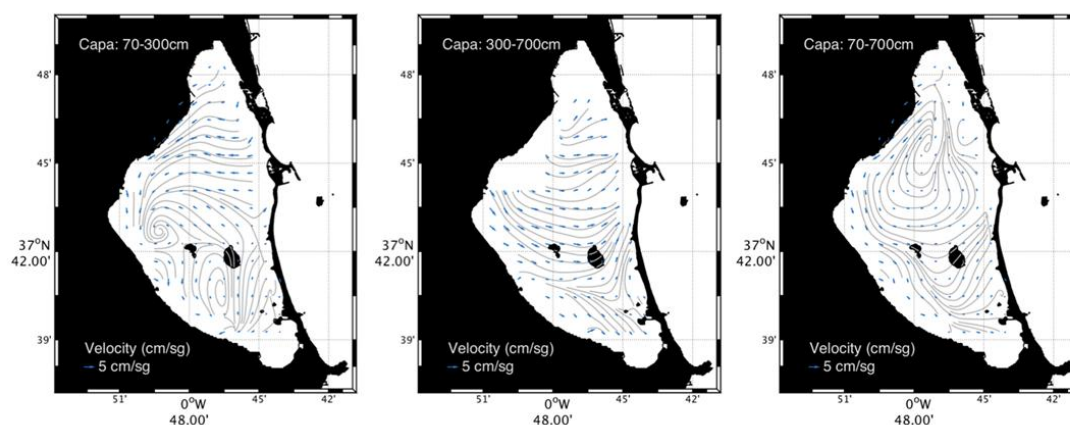 Capa: 70-300cm
48'
45'
37°N
42.00'
39'
Velocity (cm/sg)
5 cm/sg
51'
0°W
48.00'
45'
42'
Capa: 300-700cm
48'
45'
37°N
42.00'
39'
Velocity (cm/sg)
5 cm/sg
51'
0°W
48.00'
45'
42'
Capa: 70-700cm
48'
45'
37°N
42.00'
39'
Velocity (cm/sg)
5 cm/sg
51'
0°W
48.00'
45'
42'